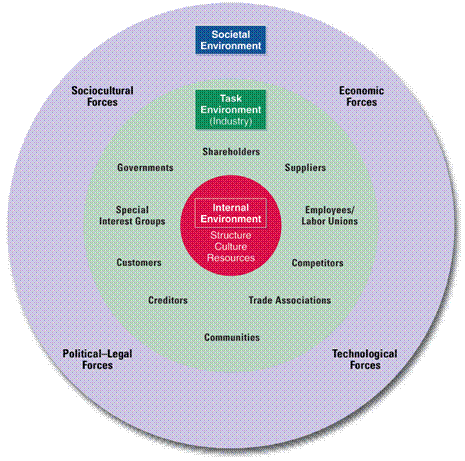 Societal
Environment
Sociocultural
Forces
Economic
Forces
Task
Environment
(Industry)
Shareholders
Governments
Suppliers
Special
Interest Groups
Internal
Environment
Structure
Culture
Resources
Employees/
Labor Unions
Customers
Competitors
Creditors
Trade Associations
Communities
Political–Legal
Forces
Technological
Forces